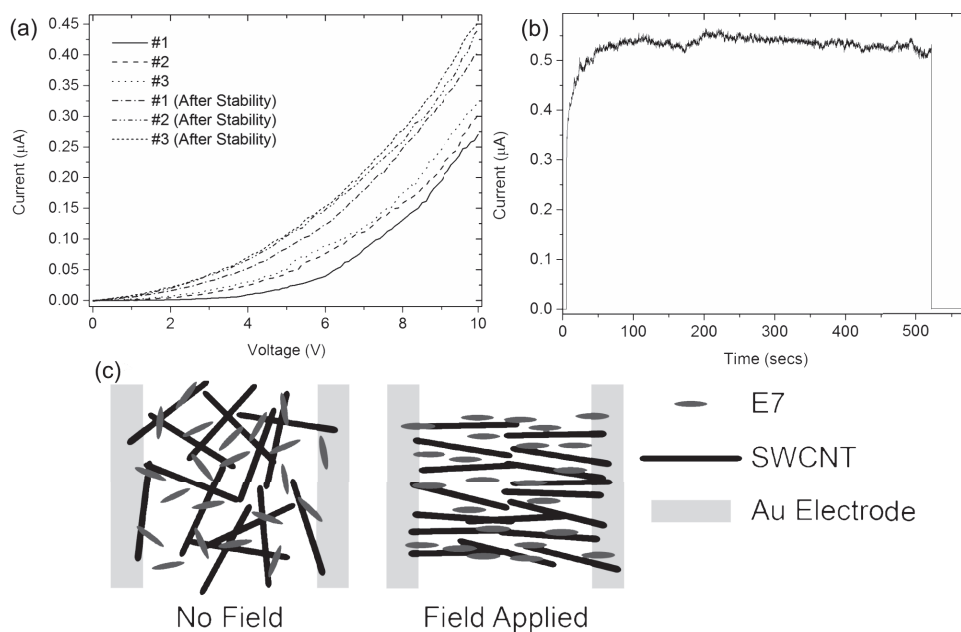 (a)
0.45
0.40
0.35
0.30
0.25
0.20
0.15
0.10
0.05
0.00
Current (µA)
#1
#2
#3
#1 (After Stability)
#2 (After Stability)
#3 (After Stability)
0 2 4 6 8 10
Voltage (V)
(b)
0.5
0.4
0.3
0.2
0.1
0.0
Current (µA)
0 100 200 300 400 500
Time (secs)
(c)
No Field
Field Applied
E7
SWCNT
Au Electrode